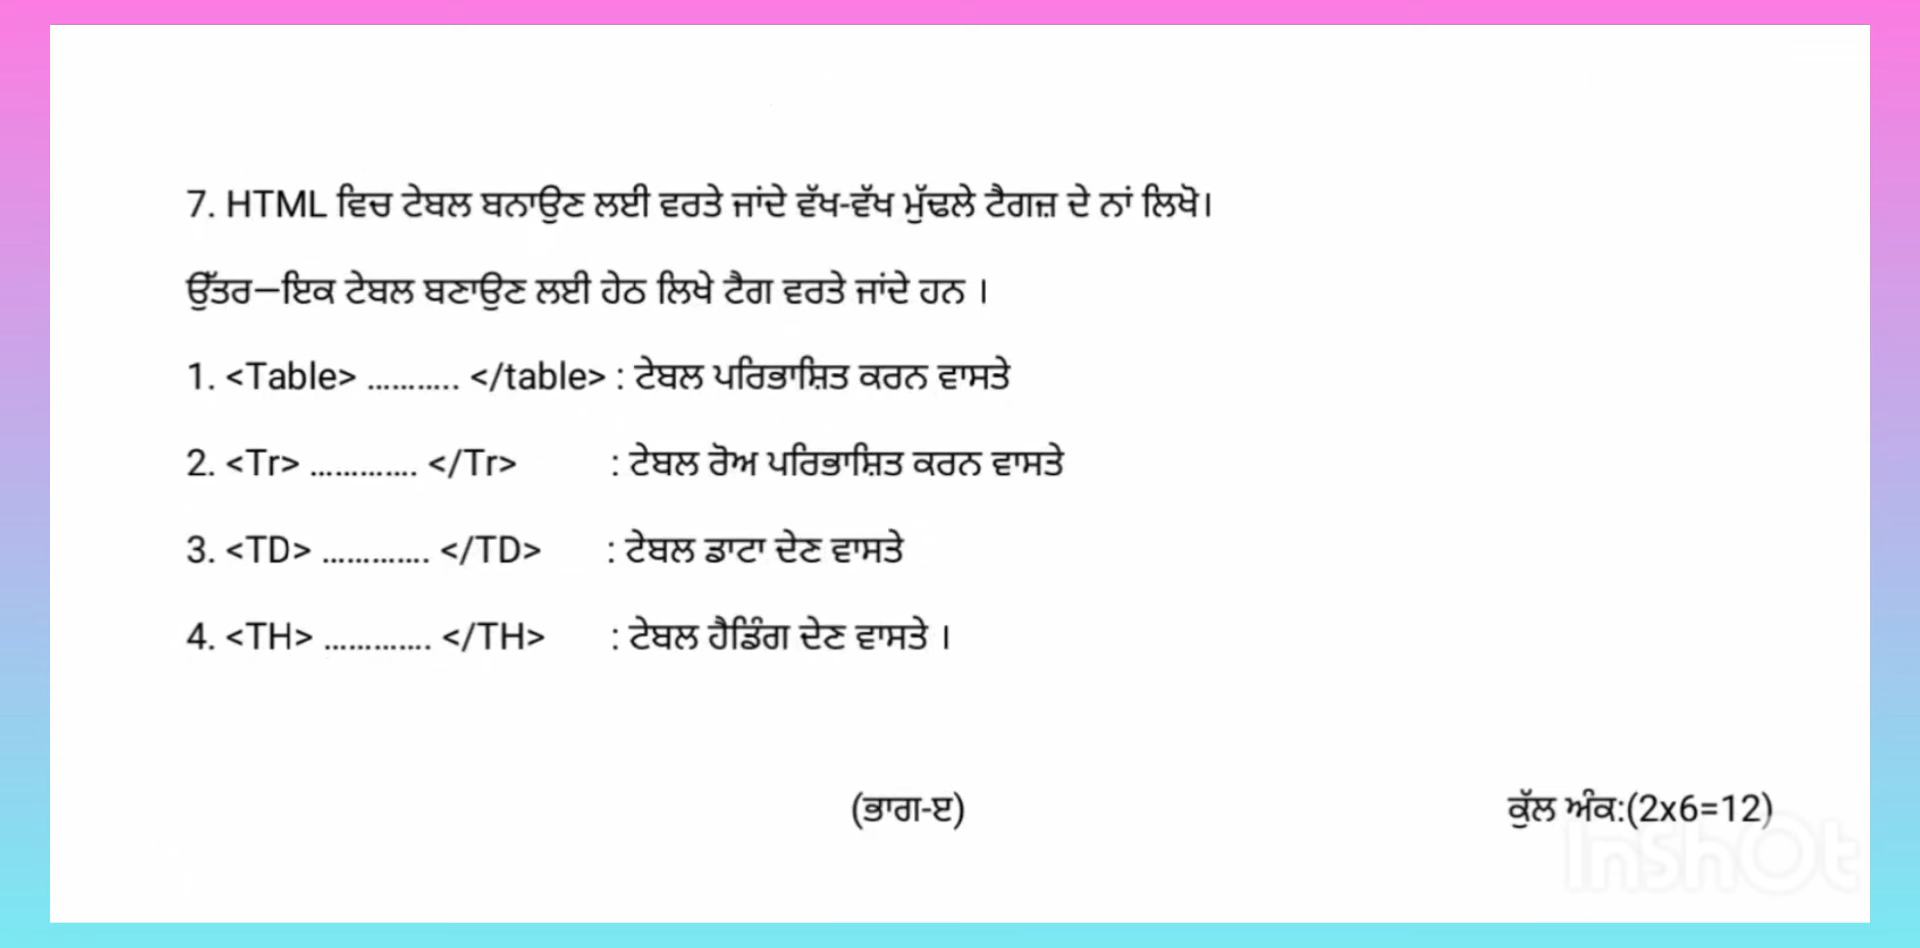 7. HTML ਵਿਚ ਟੇਬਲ ਬਨਾਉਣ ਲਈ ਵਰਤੇ ਜਾਂਦੇ ਵੱਖ-ਵੱਖ ਮੁੱਢਲੇ ਟੈਗਜ਼ ਦੇ ਨਾਂ ਲਿਖੋ।
ਉੱਤਰ—ਇਕ ਟੇਬਲ ਬਣਾਉਣ ਲਈ ਹੇਠ ਲਿਖੇ ਟੈਗ ਵਰਤੇ ਜਾਂਦੇ ਹਨ ।
1. <Table> ........... </table> : ਟੇਬਲ ਪਰਿਭਾਸ਼ਿਤ ਕਰਨ ਵਾਸਤੇ
2. <Tr> ............. </Tr> : ਟੇਬਲ ਰੋਅ ਪਰਿਭਾਸ਼ਿਤ ਕਰਨ ਵਾਸਤੇ
3. <TD> ............. </TD> : ਟੇਬਲ ਡਾਟਾ ਦੇਣ ਵਾਸਤੇ
4. <TH> ............. </TH> : ਟੇਬਲ ਹੈਡਿੰਗ ਦੇਣ ਵਾਸਤੇ ।
(ਭਾਗ-ੲ) ਕੁੱਲ ਅੰਕ:(2x6=12)
InShOt